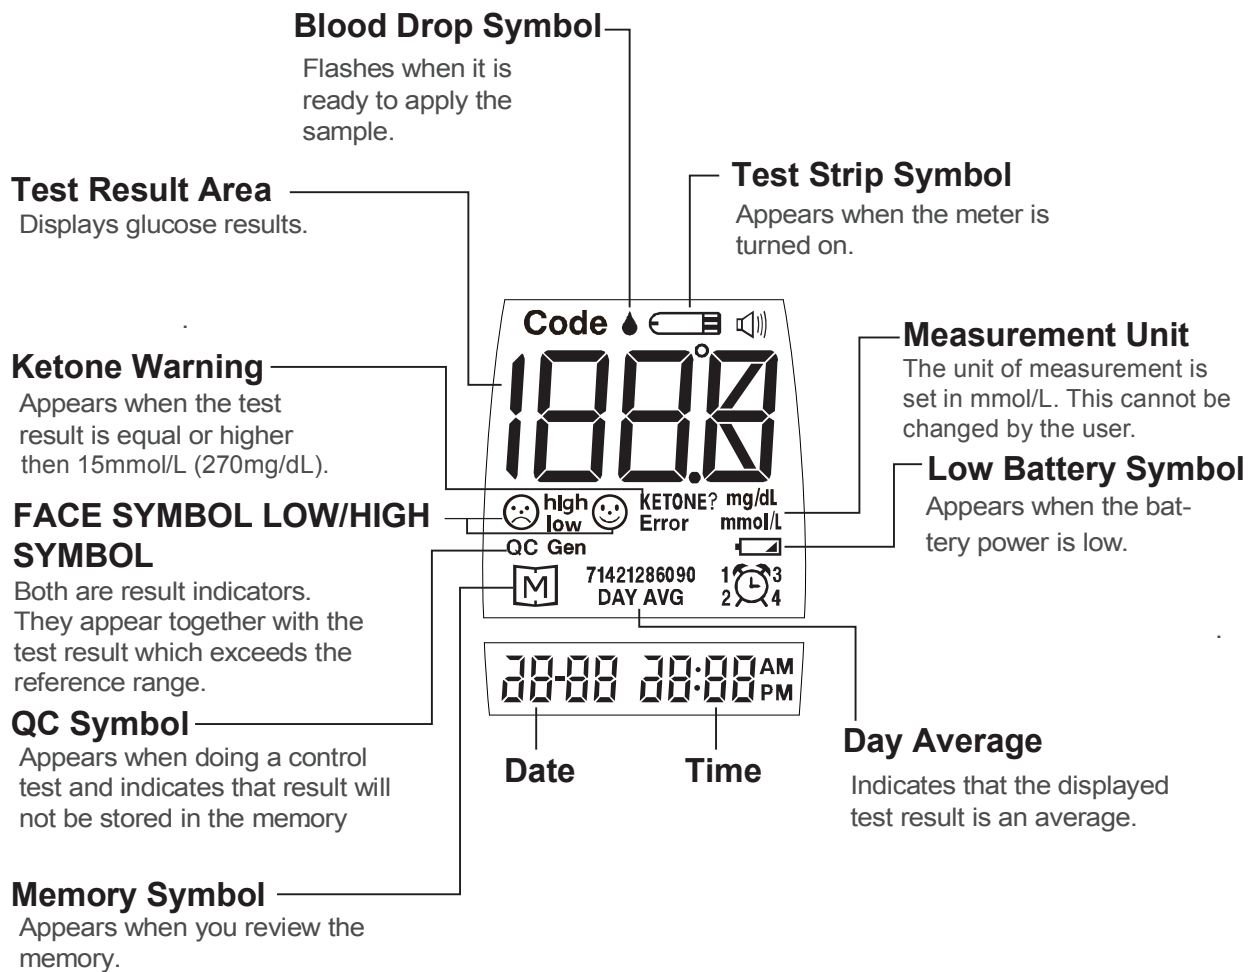 Blood Drop Symbol
Flashes when it is
ready to apply the
sample.
Test Result Area
Displays glucose results.
Test Strip Symbol
Appears when the meter is
turned on.
.
Ketone Warning
Appears when the test
result is equal or higher
then 15mmol/L (270mg/dL).
FACE SYMBOL LOW/HIGH
SYMBOL
Both are result indicators.
They appear together with the
test result which exceeds the
reference range.
QC Symbol
Appears when doing a control
test and indicates that result will
not be stored in the memory
Memory Symbol
Appears when you review the
memory.
Code
188.8
high
low
KETONE?
Error
mg/dL
mmol/L
QC Gen
M
71421286090
DAY AVG
1 3
2 4
28-88 28:88 AM
PM
Date Time
Measurement Unit
The unit of measurement is
set in mmol/L. This cannot be
changed by the user.
Low Battery Symbol
Appears when the bat-
tery power is low.
.
Day Average
Indicates that the displayed
test result is an average.